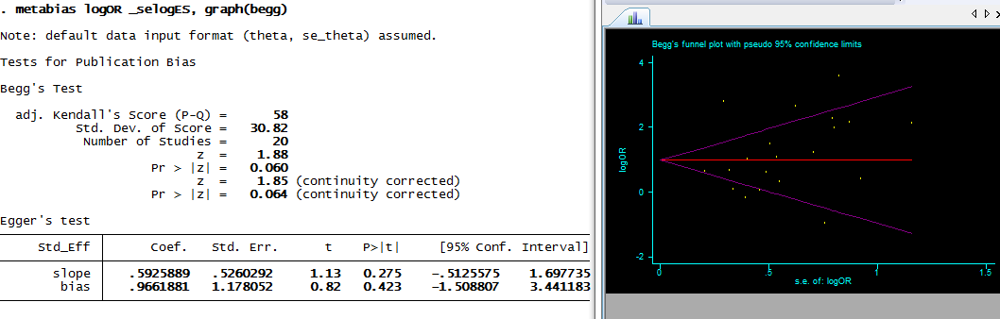 . metabias logOR _selogES, graph(begg)
Note: default data input format (theta, se_theta) assumed.
Tests for Publication Bias
Begg's Test
adj. Kendall's Score (P-Q) = 58
Std. Dev. of Score = 30.82
Number of Studies = 20
z = 1.88
Pr > |z| = 0.060
z = 1.85 (continuity corrected)
Pr > |z| = 0.064 (continuity corrected)
Egger's test
Std_Eff Coef. Std. Err. t P>|t| [95% Conf. Interval]
slope .5925889 .5260292 1.13 0.275 -.5125575 1.697735
bias .9661881 1.178052 0.82 0.423 -1.508807 3.441183
Begg's funnel plot with pseudo 95% confidence limits
4
2
0
-2
logOR
0 .5 1 1.5
s.e. of: logOR